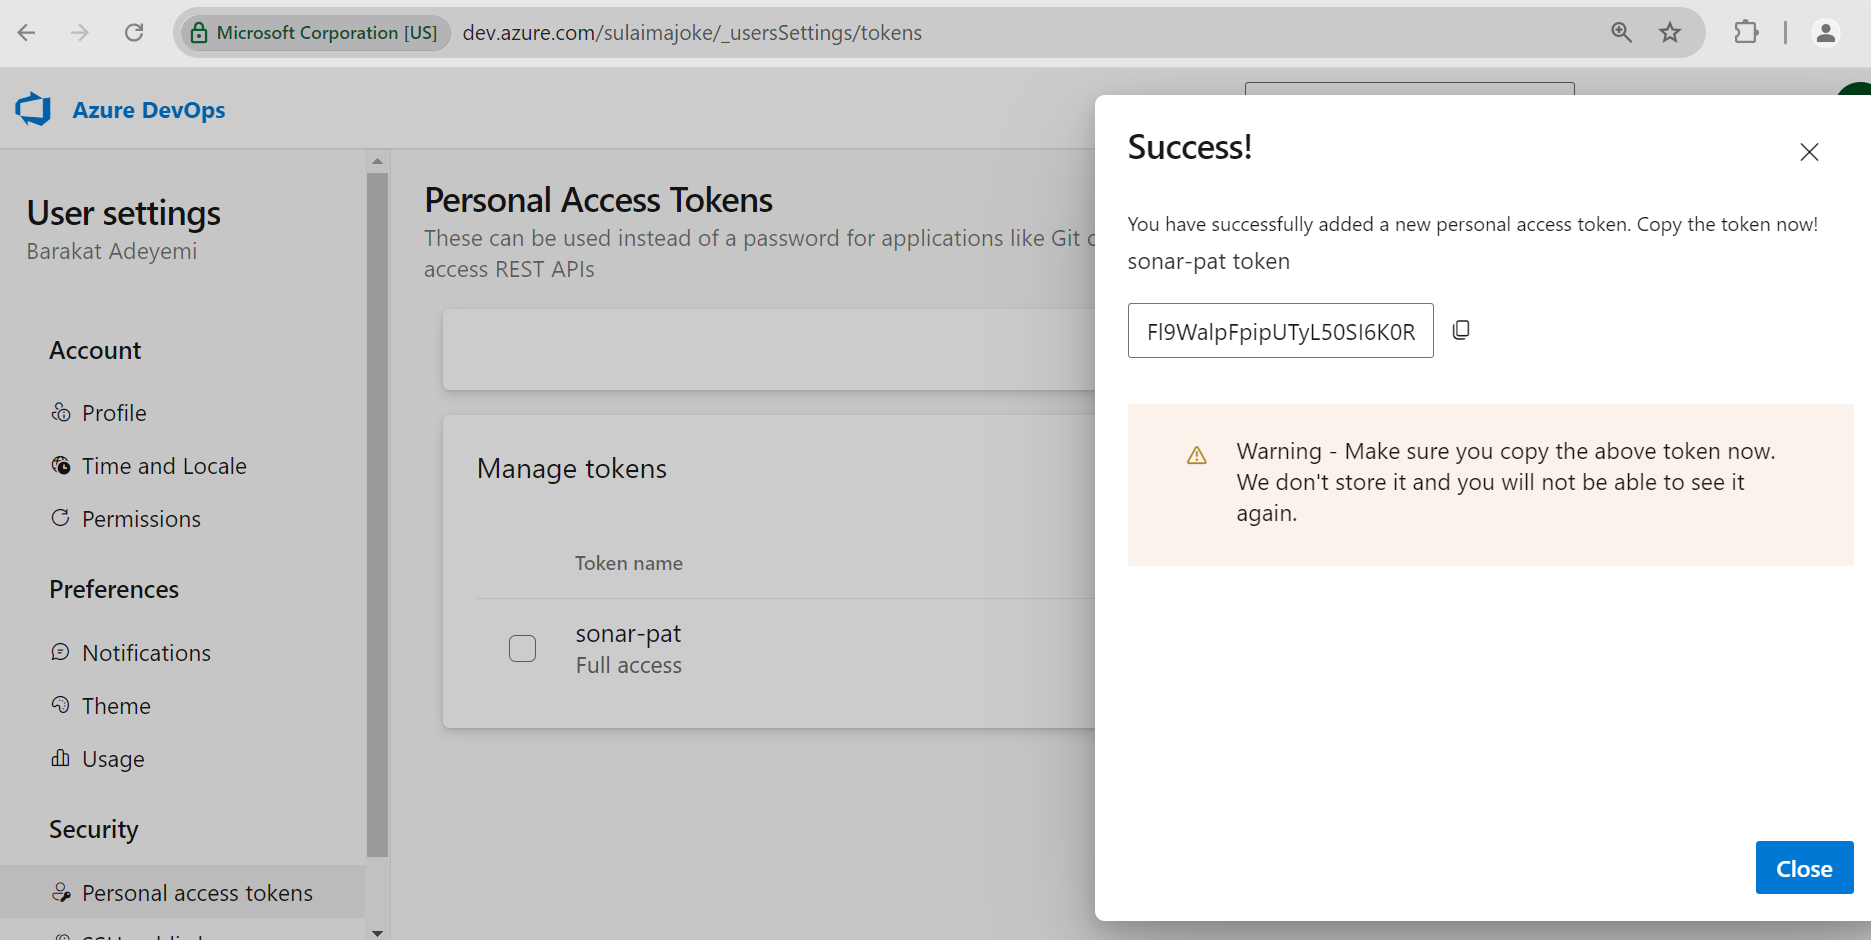 Microsoft Corporation [US]
dev.azure.com/sulaimajoke/_usersSettings/tokens
Azure DevOps
User settings
Barakat Adeyemi
Account
Profile
Time and Locale
Permissions
Preferences
Notifications
Theme
Usage
Security
Personal access tokens
Personal Access Tokens
These can be used instead of a password for applications like Git
access REST APIs
Manage tokens
Token name
sonar-pat
Full access
Success!
You have successfully added a new personal access token. Copy the token now!
sonar-pat token
Fl9WalpFpipUTyL50SI6K0R
Warning - Make sure you copy the above token now.
We don't store it and you will not be able to see it
again.
Close